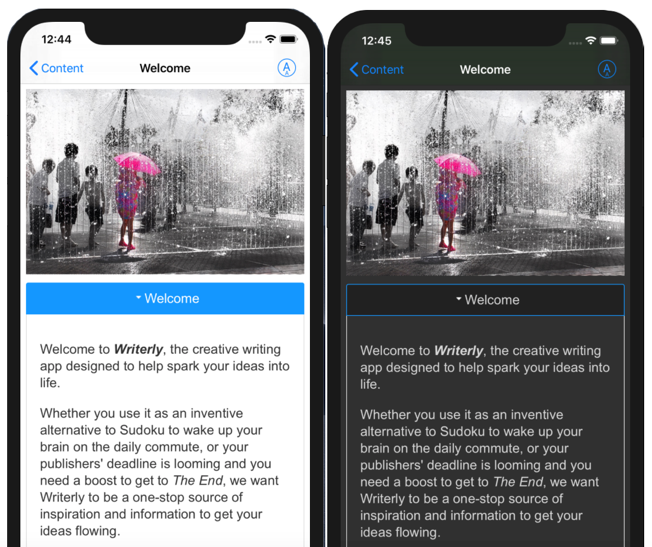 12:44
Content
Welcome
A
Welcome
Welcome to Writerly, the creative writing
app designed to help spark your ideas into
life.
Whether you use it as an inventive
alternative to Sudoku to wake up your
brain on the daily commute, or your
publishers' deadline is looming and you
need a boost to get to The End, we want
Writerly to be a one-stop source of
inspiration and information to get your
ideas flowing.
12:45
Content
Welcome
A
Welcome
Welcome to Writerly, the creative writing
app designed to help spark your ideas into
life.
Whether you use it as an inventive
alternative to Sudoku to wake up your
brain on the daily commute, or your
publishers' deadline is looming and you
need a boost to get to The End, we want
Writerly to be a one-stop source of
inspiration and information to get your
ideas flowing.